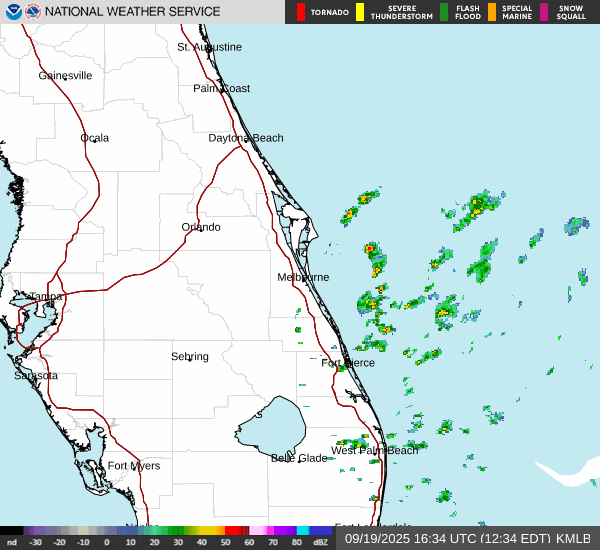 NATIONAL WEATHER SERVICE
TORNADO
SEVERE THUNDERSTORM
FLASH FLOOD
SPECIAL MARINE
SNOW SQUALL
St. Augustine
Gainesville
Palm Coast
Ocala
Daytona Beach
Orlando
Melbourne
Tampa
Sebring
Fort Pierce
Sarasota
West Palm Beach
Belle Glade
Fort Myers
nd -30 -20 -10 0 10 20 30 40 50 60 70 80 dBZ
09/19/2025 16:34 UTC (12:34 EDT) KMLB